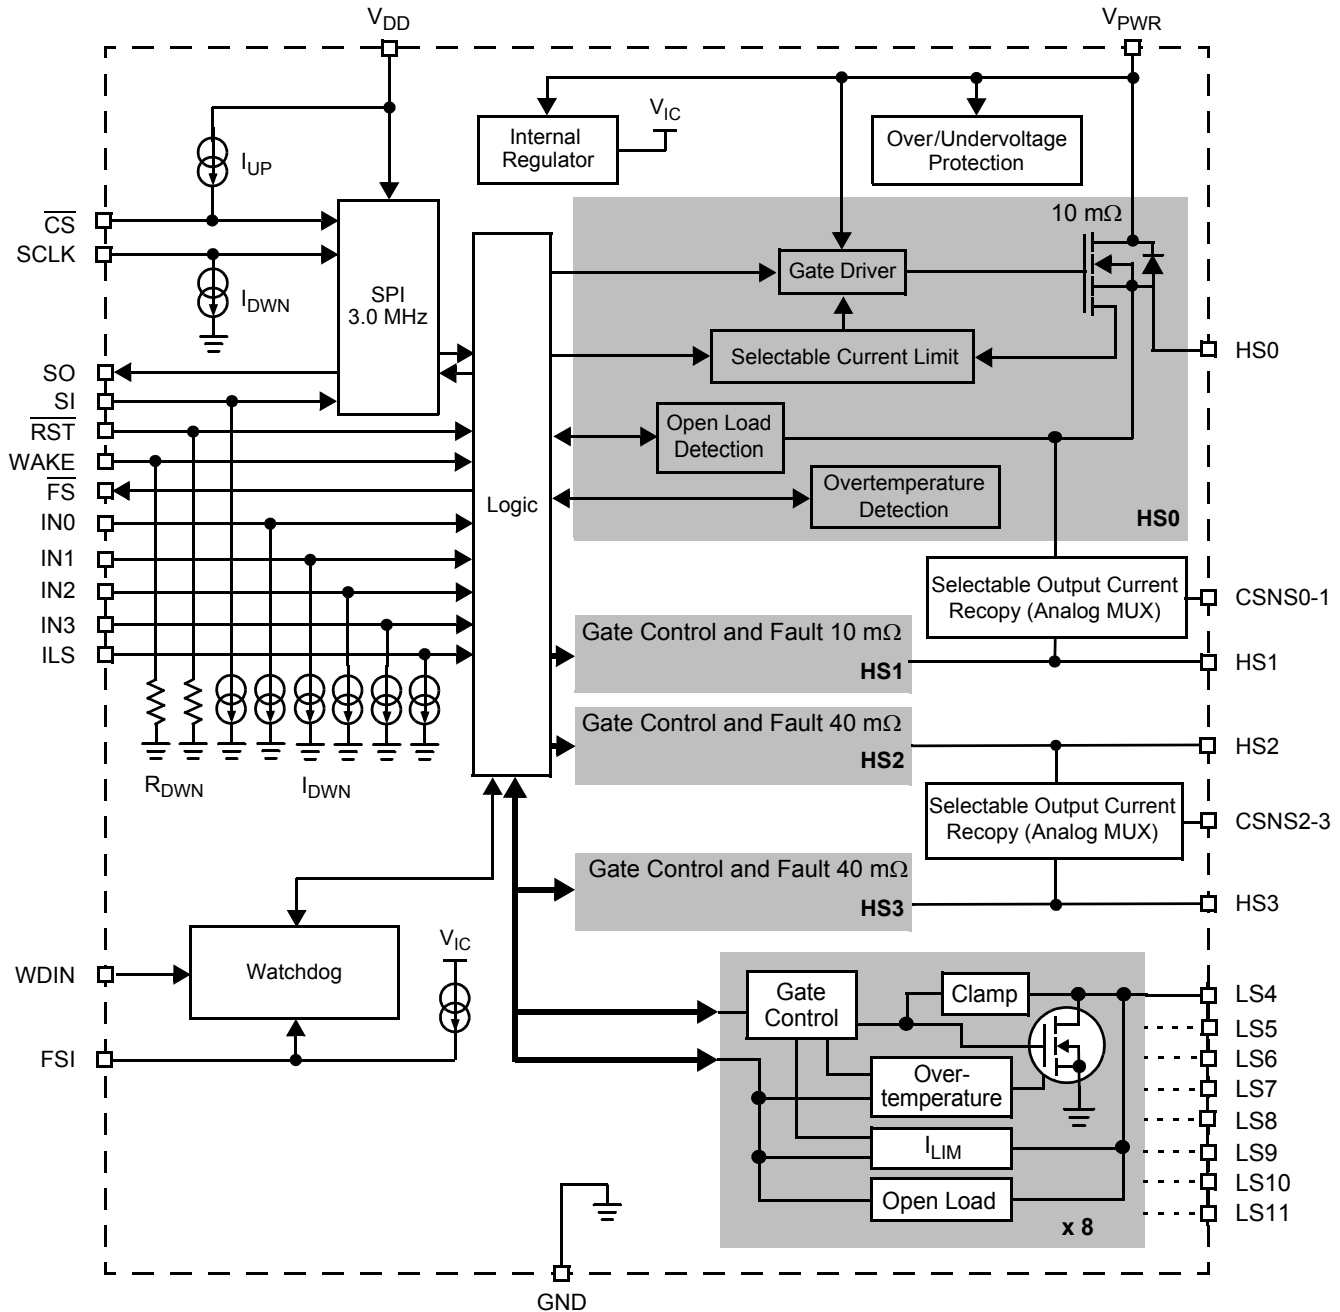 VDD
VPWR
Internal
Regulator
VIC
Over/Undervoltage
Protection
IUP
CS
SCLK
IDWN
SPI
3.0 MHz
SO
SI
RST
WAKE
FS
IN0
IN1
IN2
IN3
ILS
RDWN
IDWN
Logic
10 mΩ
Gate Driver
Selectable Current Limit
Open Load
Detection
Overtemperature
Detection
HS0
HS0
Selectable Output Current
Recopy (Analog MUX)
CSNS0-1
Gate Control and Fault 10 mΩ
HS1
HS1
Gate Control and Fault 40 mΩ
HS2
HS2
Selectable Output Current
Recopy (Analog MUX)
CSNS2-3
Gate Control and Fault 40 mΩ
HS3
HS3
WDIN
Watchdog
VIC
FSI
Gate
Control
Clamp
Over-
temperature
ILIM
Open Load
x 8
LS4
LS5
LS6
LS7
LS8
LS9
LS10
LS11
GND